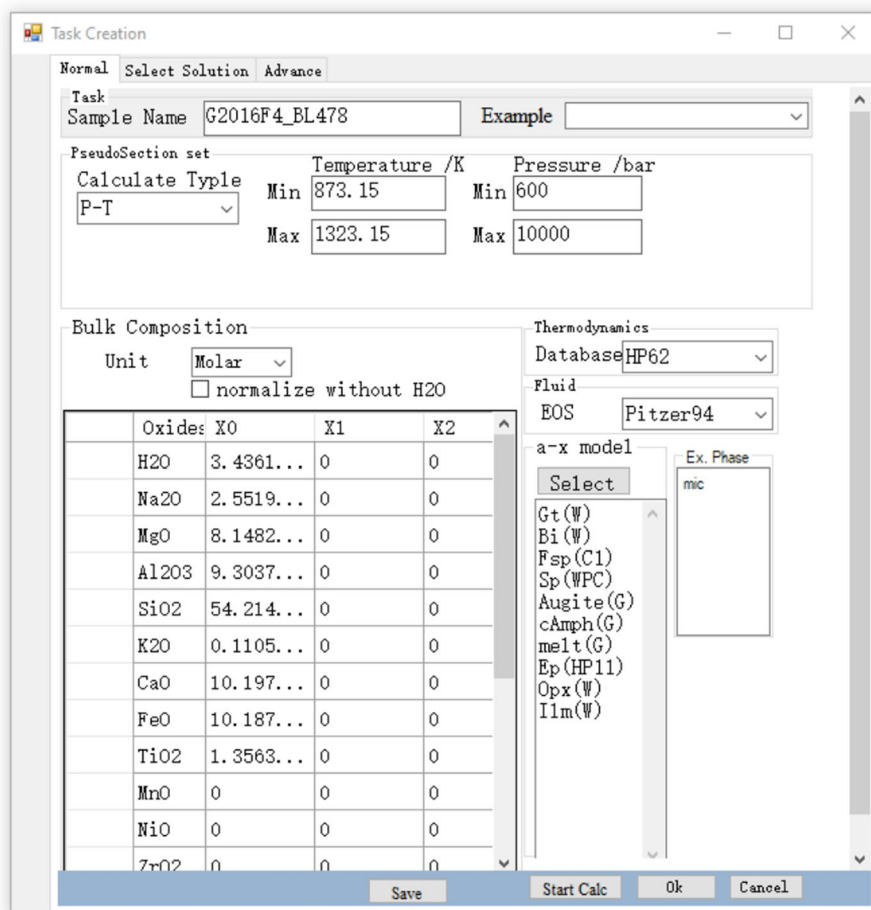 Task Creation
Normal Select Solution Advance
Task
Sample Name G2016F4_BL478 Example
PseudoSection set
Calculate Typle Temperature /K Pressure /bar
P-T Min 873.15 Min 600
Max 1323.15 Max 10000
Bulk Composition
Unit Molar
normalize without H2O
Oxides X0 X1 X2
H2O 3.4361... 0 0
Na2O 2.5519... 0 0
MgO 8.1482... 0 0
Al2O3 9.3037... 0 0
SiO2 54.214... 0 0
K2O 0.1105... 0 0
CaO 10.197... 0 0
FeO 10.187... 0 0
TiO2 1.3563... 0 0
MnO 0 0 0
NiO 0 0 0
ZrO2 0 0 0
Thermodynamics
Database HP62
Fluid
EOS Pitzer94
a-x model
Select
Gt(W)
Bi(W)
Fsp(C1)
Sp(WPC)
Augite(G)
cAmph(G)
melt(G)
Ep(HP11)
Opx(W)
Ilm(W)
Ex. Phase
mic
Save Start Calc Ok Cancel